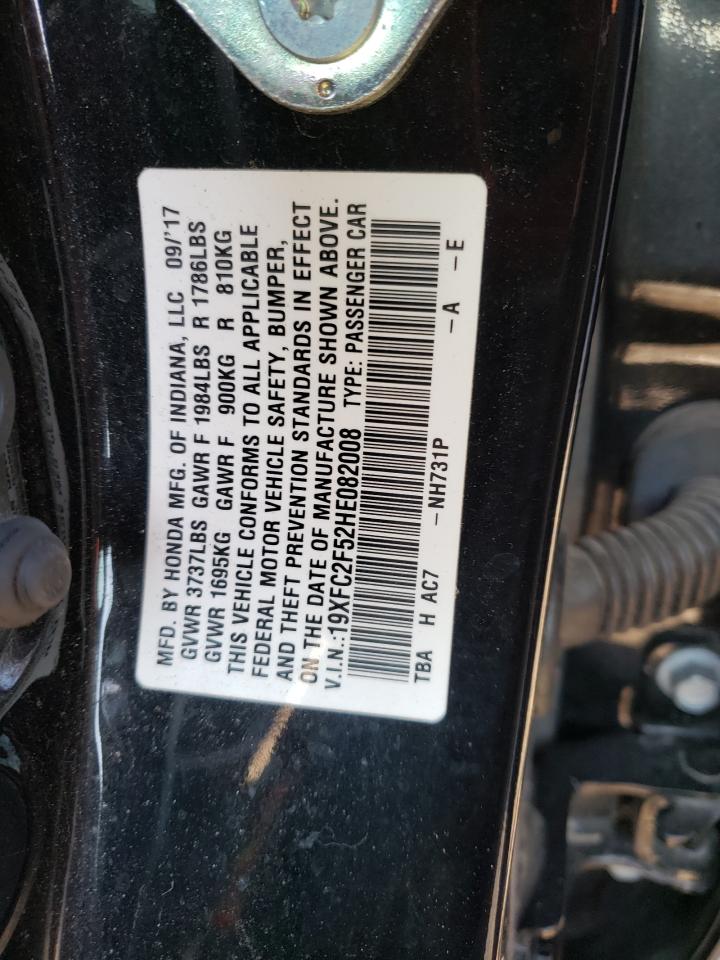 MFD. BY HONDA MFG. OF INDIANA, LLC 09/'17
GVWR 3737LBS GAWR F 1984LBS R 1786LBS
GVWR 1695KG GAWR F 900KG R 810KG
THIS VEHICLE CONFORMS TO ALL APPLICABLE
FEDERAL MOTOR VEHICLE SAFETY, BUMPER,
AND THEFT PREVENTION STANDARDS IN EFFECT
ON THE DATE OF MANUFACTURE SHOWN ABOVE.
V.I.N.:19XFC2F52HE082008 TYPE: PASSENGER CAR
TBA H AC7 –NH731P –A –E